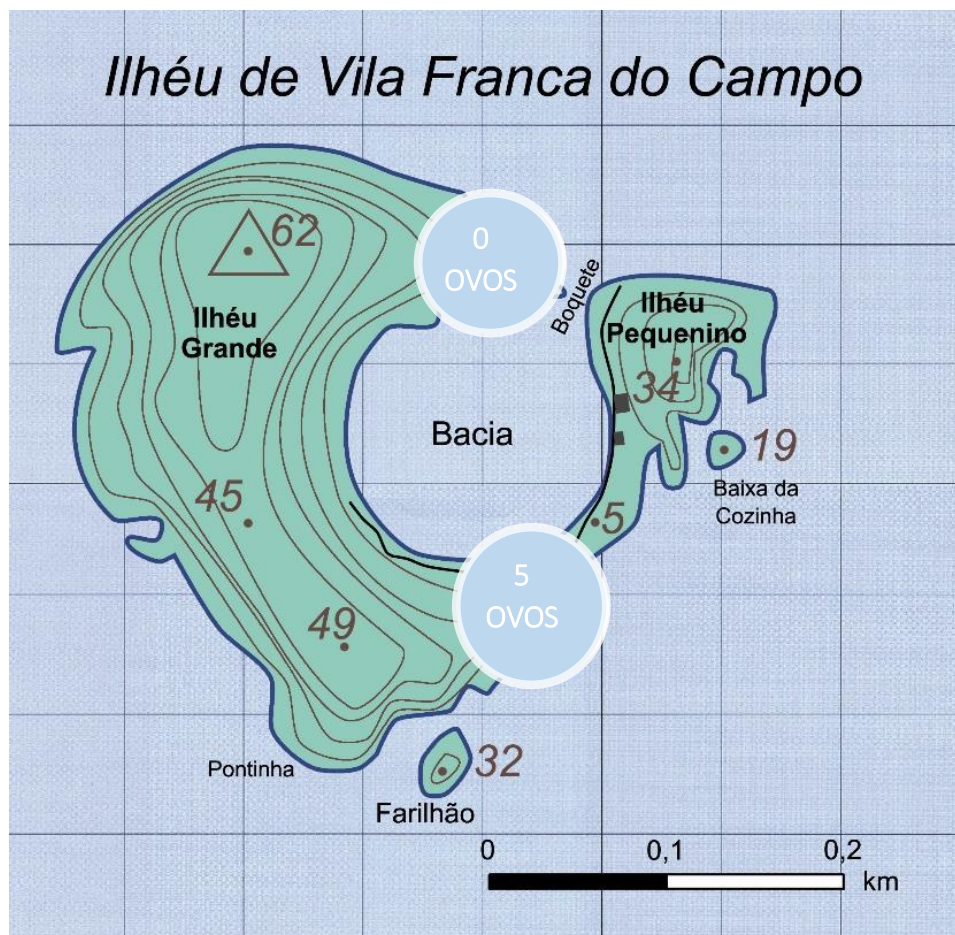 Ilhéu de Vila Franca do Campo
62
0
OVOS
Boquete
Ilhéu
Grande
Ilhéu
Pequenino
34
Bacia
19
Baixa da
Cozinha
45
5
5
OVOS
49
32
Pontinha
Farilhão
0
0,1
0,2
km